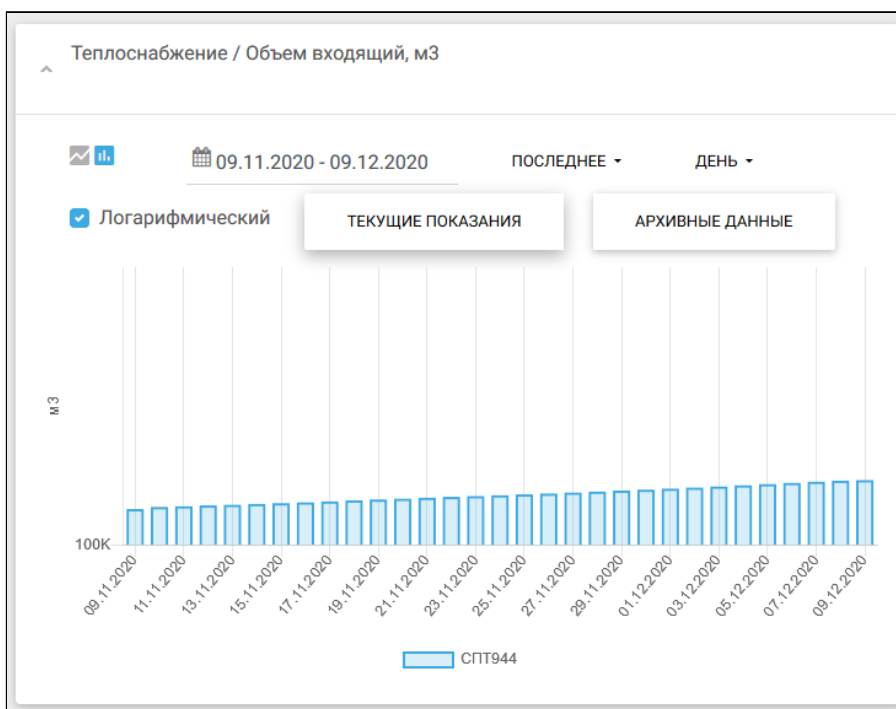 Теплоснабжение / Объем входящий, м3
09.11.2020 - 09.12.2020 ПОСЛЕДНЕЕ ДЕНЬ
Логарифмический ТЕКУЩИЕ ПОКАЗАНИЯ АРХИВНЫЕ ДАННЫЕ
м3
100K
09.11.2020 11.11.2020 13.11.2020 15.11.2020 17.11.2020 19.11.2020 21.11.2020 23.11.2020 25.11.2020 27.11.2020 29.11.2020 01.12.2020 03.12.2020 05.12.2020 07.12.2020 09.12.2020
СПТ944